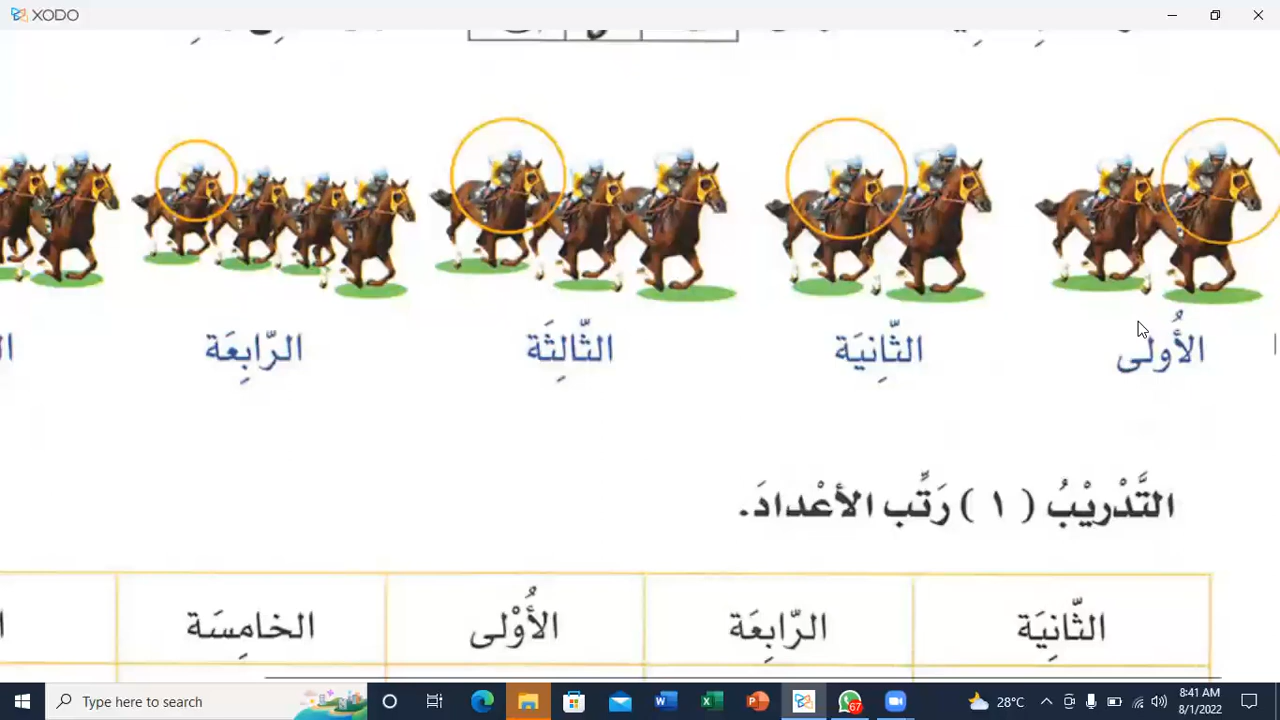 XODO
الأُولى الثّانِيَة الثّالِثَة الرّابِعَة
التَّدْرِيْبُ ( ١ ) رَتِّب الأعْدادَ.
الثّانِيَة الرّابِعَة الأُوْلى الخامِسَة
Type here to search
67
28°C
8:41 AM
8/1/2022